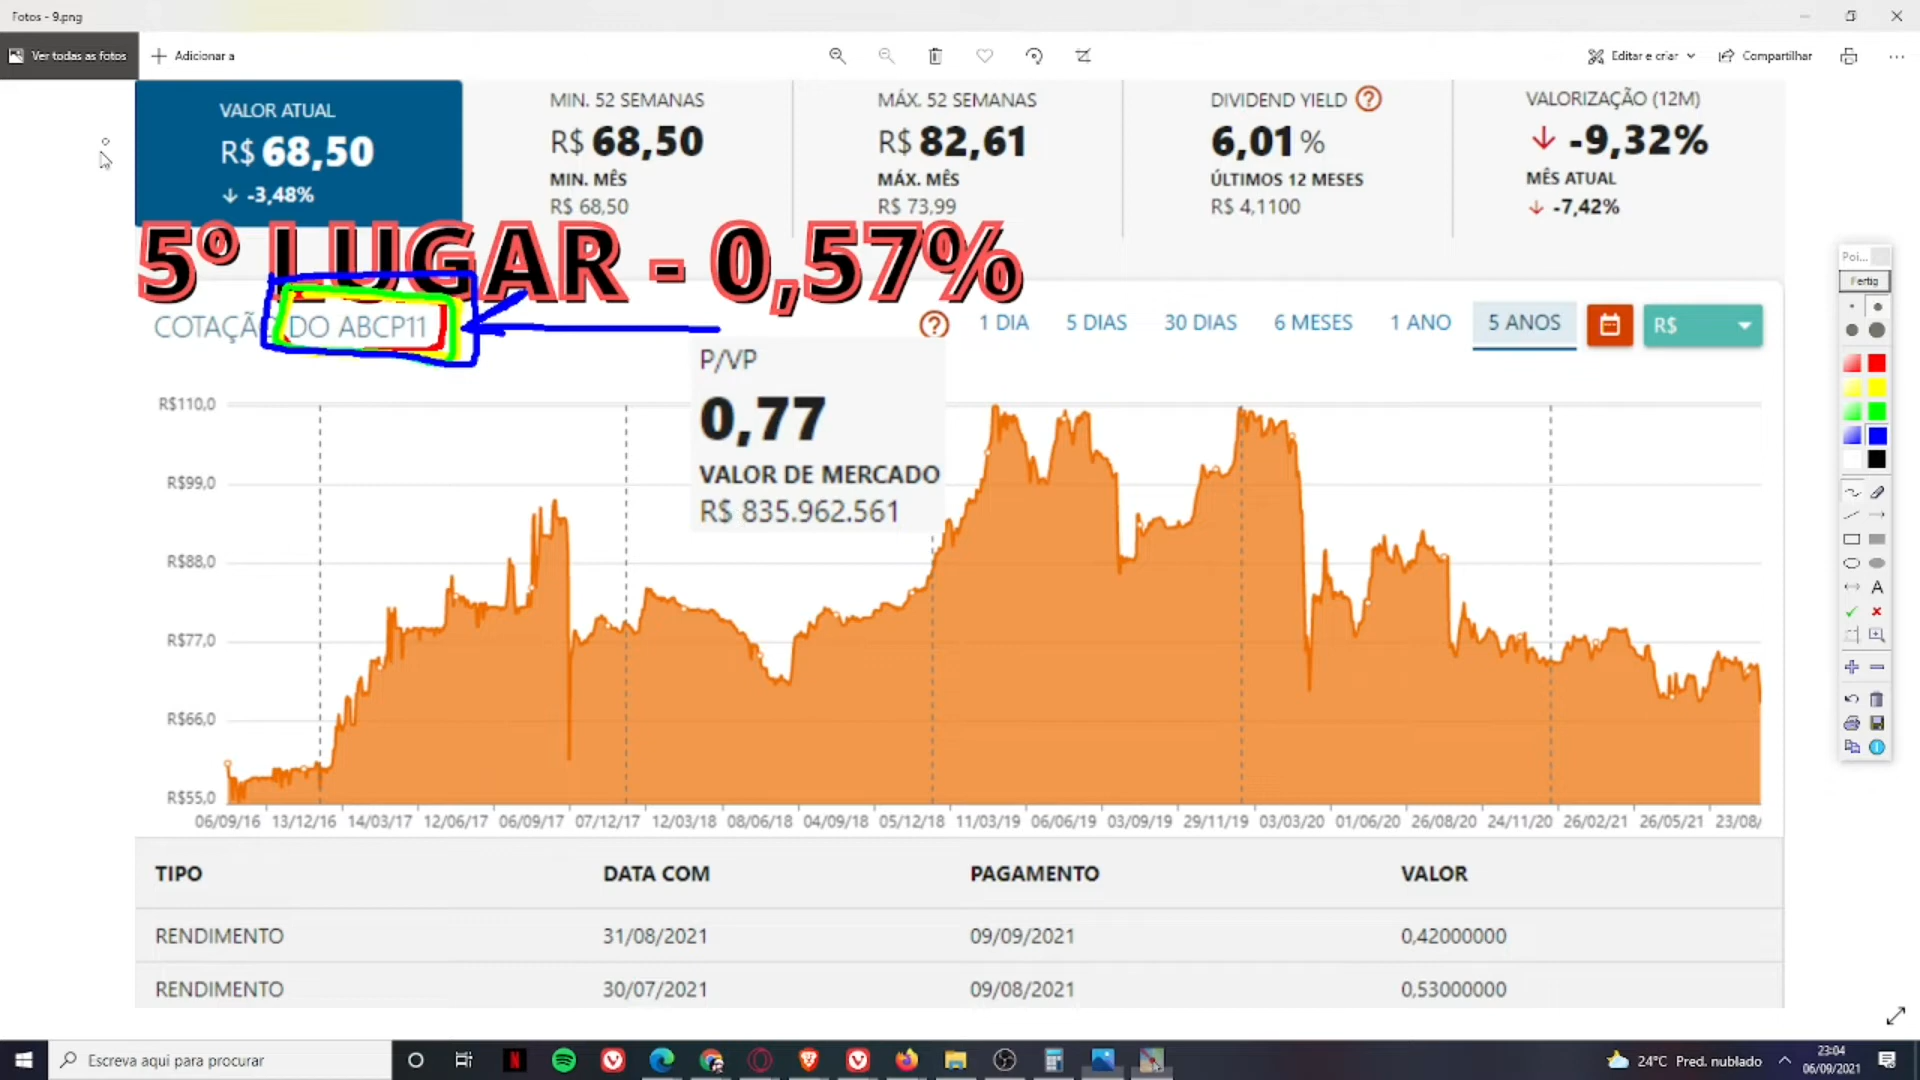 Fotos - 9.png
Ver todas as fotos
Adicionar a
Editar e criar
Compartilhar
VALOR ATUAL
R$ 68,50
-3,48%
MIN. 52 SEMANAS
R$ 68,50
MIN. MÊS
R$ 68,50
MÁX. 52 SEMANAS
R$ 82,61
MÁX. MÊS
R$ 73,99
DIVIDEND YIELD ?
6,01 %
ÚLTIMOS 12 MESES
R$ 4,1100
VALORIZAÇÃO (12M)
-9,32%
MÊS ATUAL
-7,42%
5º LUGAR - 0,57%
Poi...
Fertig
A
COTAÇÃ DO ABCP11
?
1 DIA
5 DIAS
30 DIAS
6 MESES
1 ANO
5 ANOS
R$
P/VP
0,77
VALOR DE MERCADO
R$ 835.962.561
R$110,0
R$99,0
R$88,0
R$77,0
R$66,0
R$55,0
06/09/16 13/12/16 14/03/17 12/06/17 06/09/17 07/12/17 12/03/18 08/06/18 04/09/18 05/12/18 11/03/19 06/06/19 03/09/19 29/11/19 03/03/20 01/06/20 26/08/20 24/11/20 26/02/21 26/05/21 23/08/
TIPO DATA COM PAGAMENTO VALOR
RENDIMENTO 31/08/2021 09/09/2021 0,42000000
RENDIMENTO 30/07/2021 09/08/2021 0,53000000
Escreva aqui para procurar
24°C Pred. nublado
23:04
06/09/2021